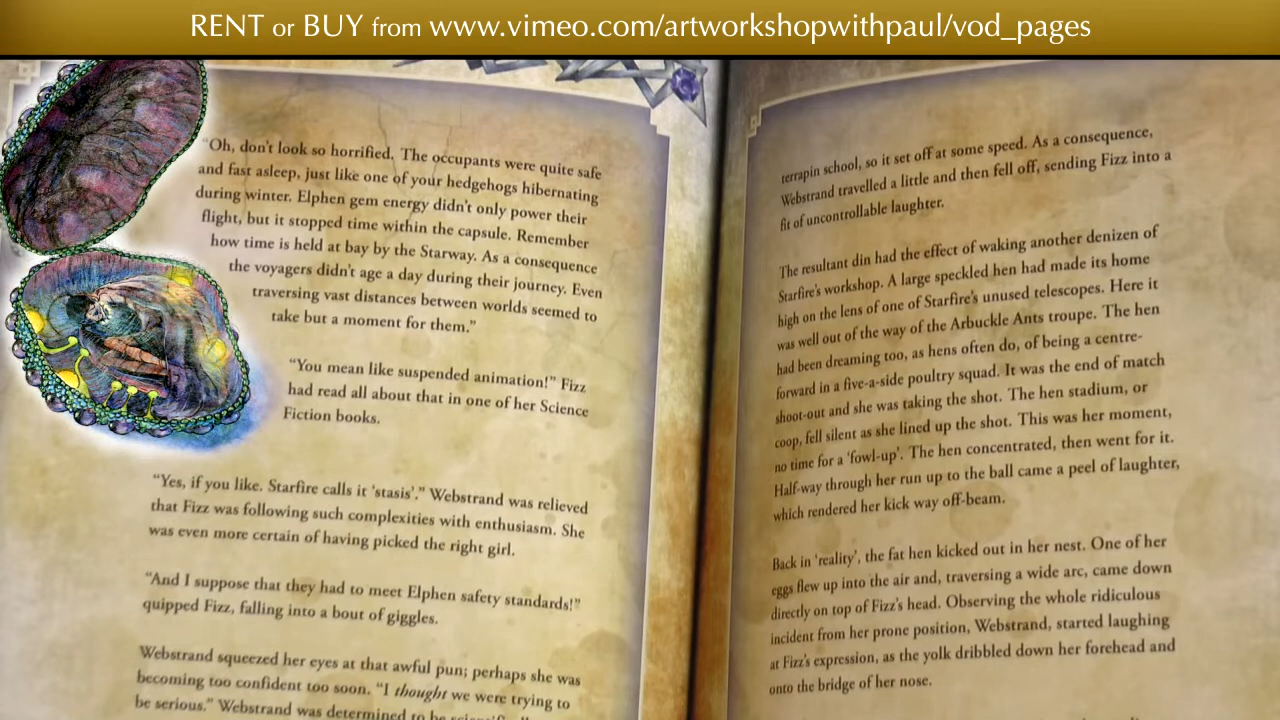 RENT or BUY from www.vimeo.com/artworkshopwithpaul/vod_pages
“Oh, don’t look so horrified. The occupants were quite safe
and fast asleep, just like one of your hedgehogs hibernating
during winter. Elphen gem energy didn’t only power their
flight, but it stopped time within the capsule. Remember
how time is held at bay by the Starway. As a consequence
the voyagers didn’t age a day during their journey. Even
traversing vast distances between worlds seemed to
take but a moment for them.”
“You mean like suspended animation!” Fizz
had read all about that in one of her Science
Fiction books.
“Yes, if you like. Starfire calls it ‘stasis’.” Webstrand was relieved
that Fizz was following such complexities with enthusiasm. She
was even more certain of having picked the right girl.
“And I suppose that they had to meet Elphen safety standards!”
quipped Fizz, falling into a bout of giggles.
Webstrand squeezed her eyes at that awful pun; perhaps she was
becoming too confident too soon. “I thought we were trying to
be serious.” Webstrand was determined to be
terrapin school, so it set off at some speed. As a consequence,
Webstrand travelled a little and then fell off, sending Fizz into a
fit of uncontrollable laughter.
The resultant din had the effect of waking another denizen of
Starfire’s workshop. A large speckled hen had made its home
high on the lens of one of Starfire’s unused telescopes. Here it
was well out of the way of the Arbuckle Ants troupe. The hen
had been dreaming too, as hens often do, of being a centre-
forward in a five-a-side poultry squad. It was the end of match
shoot-out and she was taking the shot. The hen stadium, or
coop, fell silent as she lined up the shot. This was her moment,
no time for a ‘fowl-up’. The hen concentrated, then went for it.
Half-way through her run up to the ball came a peel of laughter,
which rendered her kick way off-beam.
Back in ‘reality’, the fat hen kicked out in her nest. One of her
eggs flew up into the air and, traversing a wide arc, came down
directly on top of Fizz’s head. Observing the whole ridiculous
incident from her prone position, Webstrand, started laughing
at Fizz’s expression, as the yolk dribbled down her forehead and
onto the bridge of her nose.